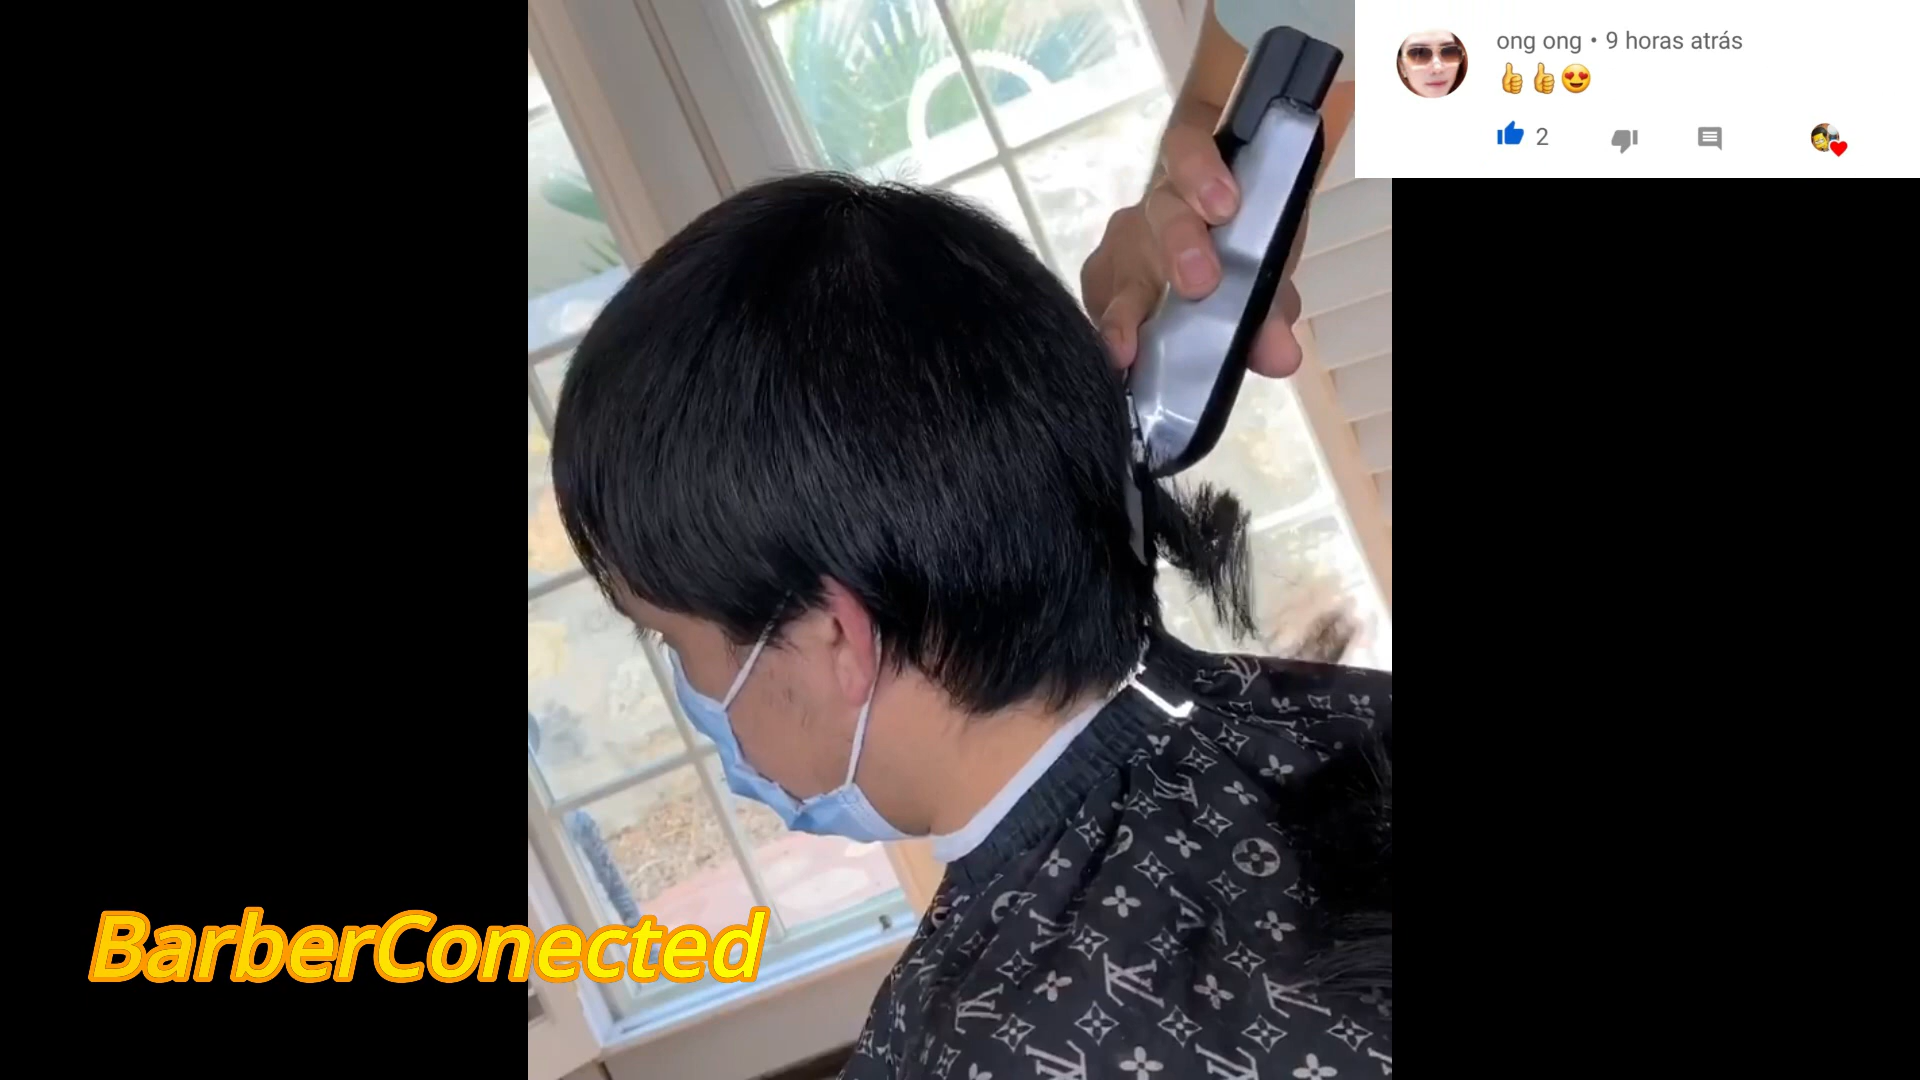 ong ong • 9 horas atrás
👍👍😍
2
BarberConected